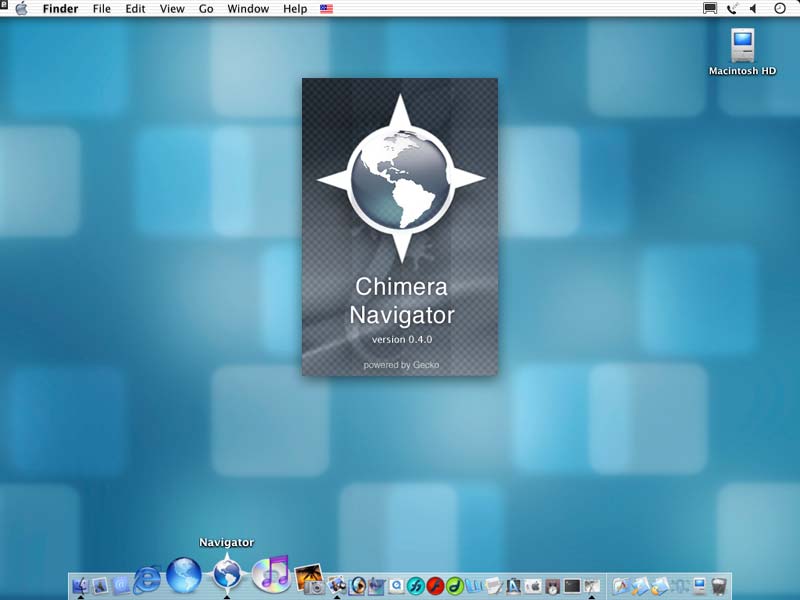 Finder File Edit View Go Window Help
Macintosh HD
Chimera
Navigator
version 0.4.0
powered by Gecko
Navigator